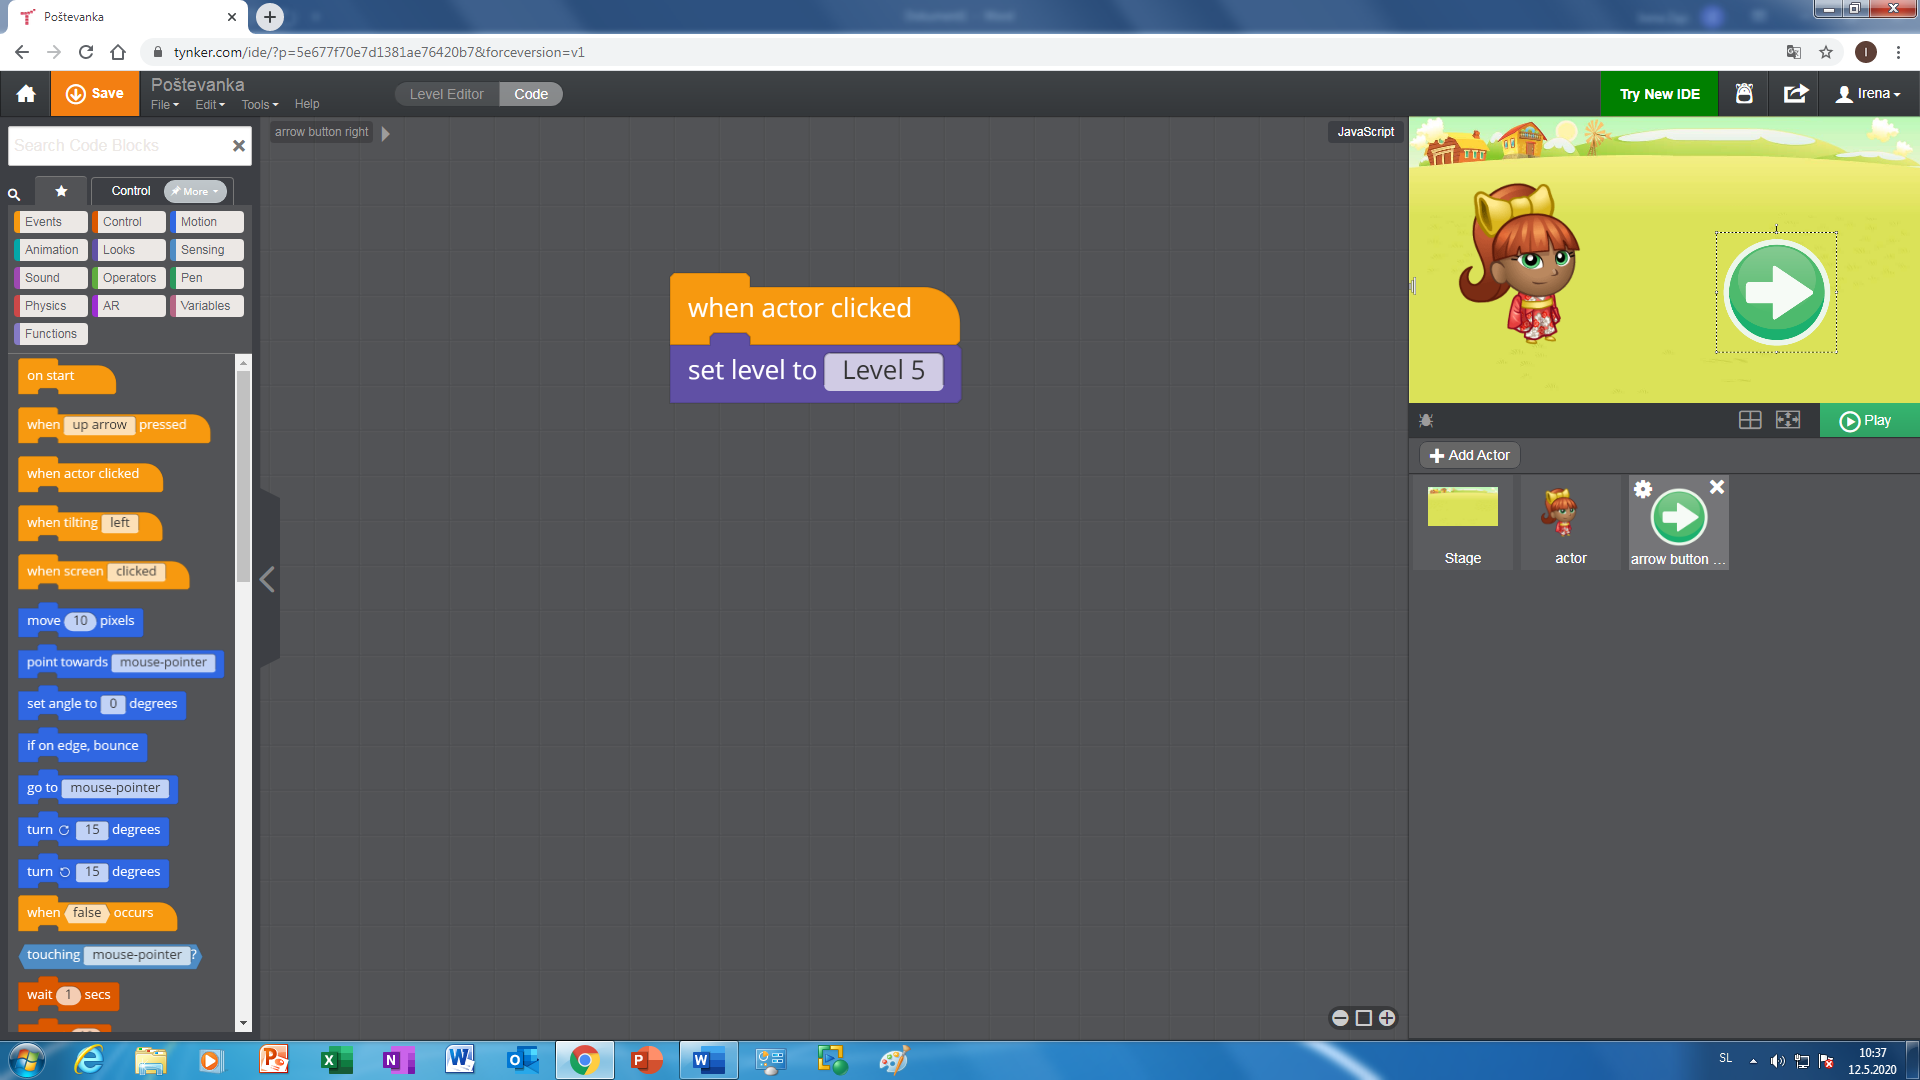 Poštevanka
tynker.com/ide/?p=5e677f70e7d1381ae76420b7&forceversion=v1
Save
Poštevanka
File Edit Tools Help
Level Editor Code
Try New IDE
Irena
Search Code Blocks
arrow button right
JavaScript
Control More
Events Control Motion
Animation Looks Sensing
Sound Operators Pen
Physics AR Variables
Functions
on start
when up arrow pressed
when actor clicked
when tilting left
when screen clicked
move 10 pixels
point towards mouse-pointer
set angle to 0 degrees
if on edge, bounce
go to mouse-pointer
turn 15 degrees
turn 15 degrees
when false occurs
touching mouse-pointer ?
wait 1 secs
when actor clicked
set level to Level 5
Play
Add Actor
Stage actor arrow button ...
SL
10:37
12.5.2020